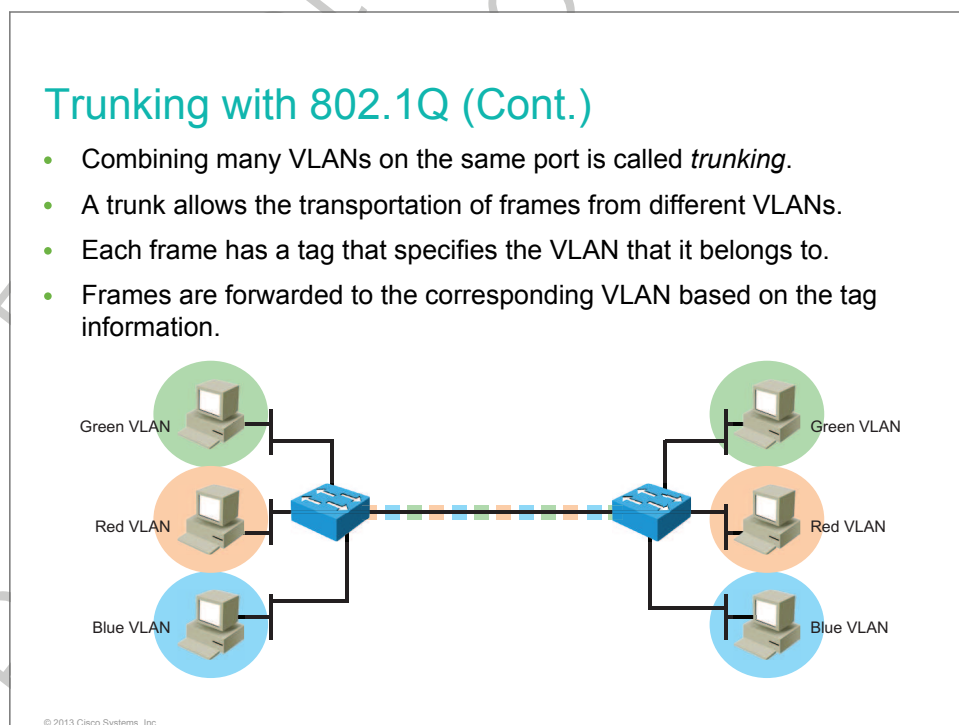 Trunking with 802.1Q (Cont.)
• Combining many VLANs on the same port is called trunking.
• A trunk allows the transportation of frames from different VLANs.
• Each frame has a tag that specifies the VLAN that it belongs to.
• Frames are forwarded to the corresponding VLAN based on the tag
information.
Green VLAN
Green VLAN
Red VLAN
Red VLAN
Blue VLAN
Blue VLAN
© 2013 Cisco Systems, Inc.